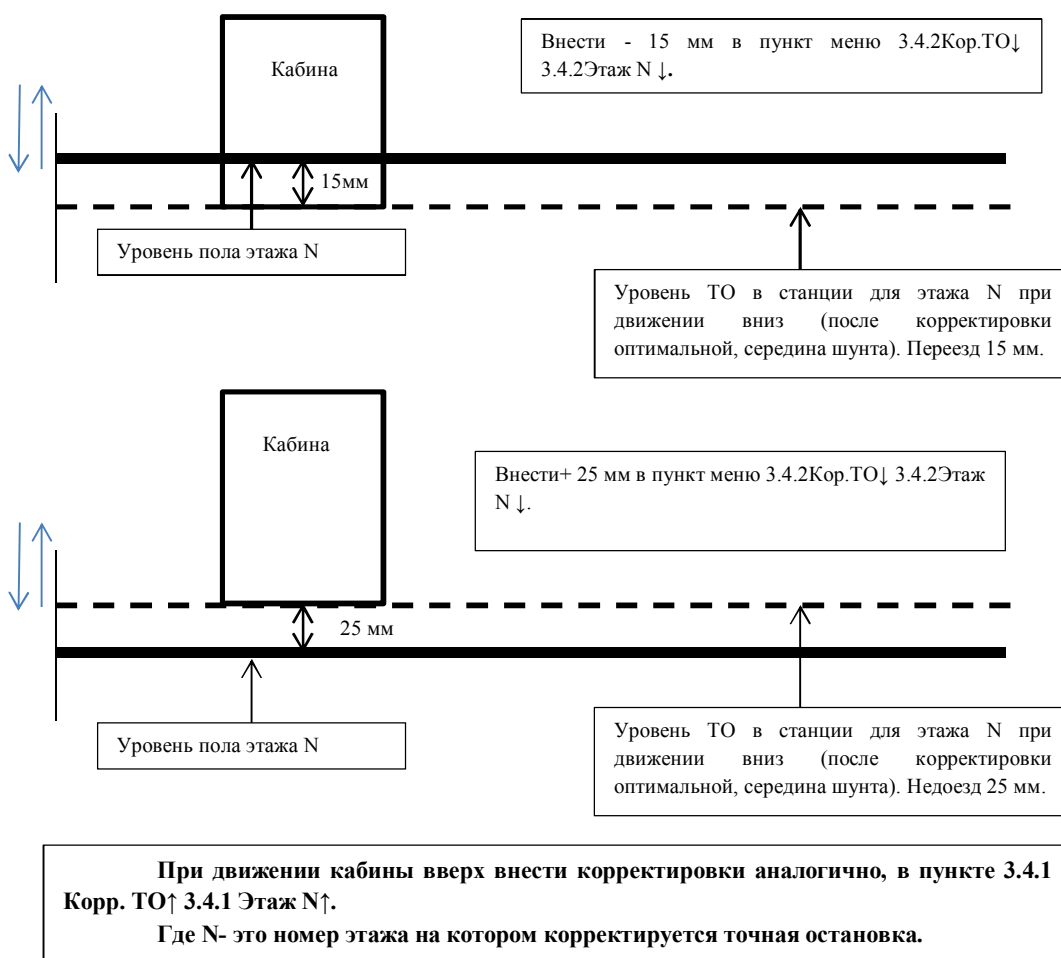 Внести - 15 мм в пункт меню 3.4.2Кор.ТО↓
3.4.2Этаж N ↓.
Кабина
15мм
Уровень пола этажа N
Уровень ТО в станции для этажа N при
движении вниз (после корректировки
оптимальной, середина шунта). Переезд 15 мм.
Кабина
Внести+ 25 мм в пункт меню 3.4.2Кор.ТО↓ 3.4.2Этаж
N ↓.
25 мм
Уровень пола этажа N
Уровень ТО в станции для этажа N при
движении вниз (после корректировки
оптимальной, середина шунта). Недоезд 25 мм.
При движении кабины вверх внести корректировки аналогично, в пункте 3.4.1
Корр. ТО↑ 3.4.1 Этаж N↑.
Где N- это номер этажа на котором корректируется точная остановка.